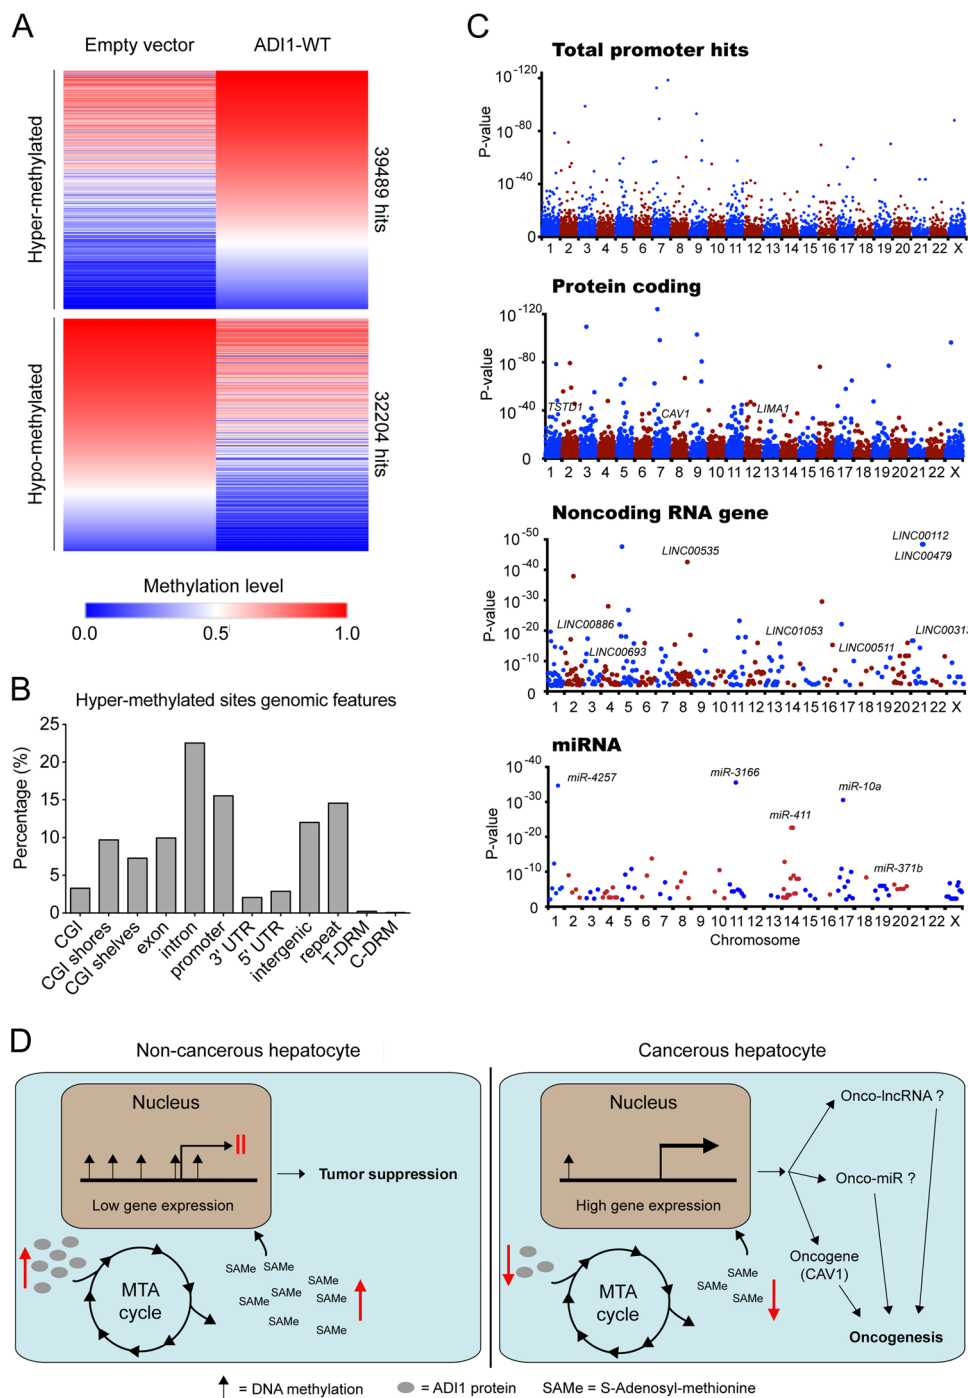 A
Empty vector
ADI1-WT
Hyper-methylated
39489 hits
Hypo-methylated
32204 hits
Methylation level
0.0
0.5
1.0
B
Hyper-methylated sites genomic features
Percentage (%)
25
20
15
10
5
0
CGI
CGI shores
CGI shelves
exon
intron
promoter
3' UTR
5' UTR
intergenic
repeat
T-DRM
C-DRM
C
Total promoter hits
P-value
10-120
10-80
10-40
0
1 2 3 4 5 6 7 8 9 10 11 12 13 14 15 16 17 18 19 20 21 22 X
Protein coding
P-value
10-120
10-80
10-40
0
TSTD1
CAV1
LIMA1
1 2 3 4 5 6 7 8 9 10 11 12 13 14 15 16 17 18 19 20 21 22 X
Noncoding RNA gene
P-value
10-50
10-40
10-30
10-20
10-10
0
LINC00112
LINC00535
LINC00479
LINC00886
LINC01053
LINC00313
LINC00693
LINC00511
1 2 3 4 5 6 7 8 9 10 11 12 13 14 15 16 17 18 19 20 21 22 X
miRNA
P-value
10-40
10-30
10-20
10-10
0
miR-4257
miR-3166
miR-10a
miR-411
miR-371b
1 2 3 4 5 6 7 8 9 10 11 12 13 14 15 16 17 18 19 20 21 22 X
Chromosome
D
Non-cancerous hepatocyte
Nucleus
Low gene expression
Tumor suppression
MTA
cycle
SAMe
SAMe
SAMe
SAMe
SAMe
SAMe
SAMe
SAMe
Cancerous hepatocyte
Nucleus
High gene expression
Onco-lncRNA ?
Onco-miR ?
Oncogene
(CAV1)
Oncogenesis
MTA
cycle
SAMe
SAMe
SAMe
= DNA methylation
= ADI1 protein
SAMe = S-Adenosyl-methionine